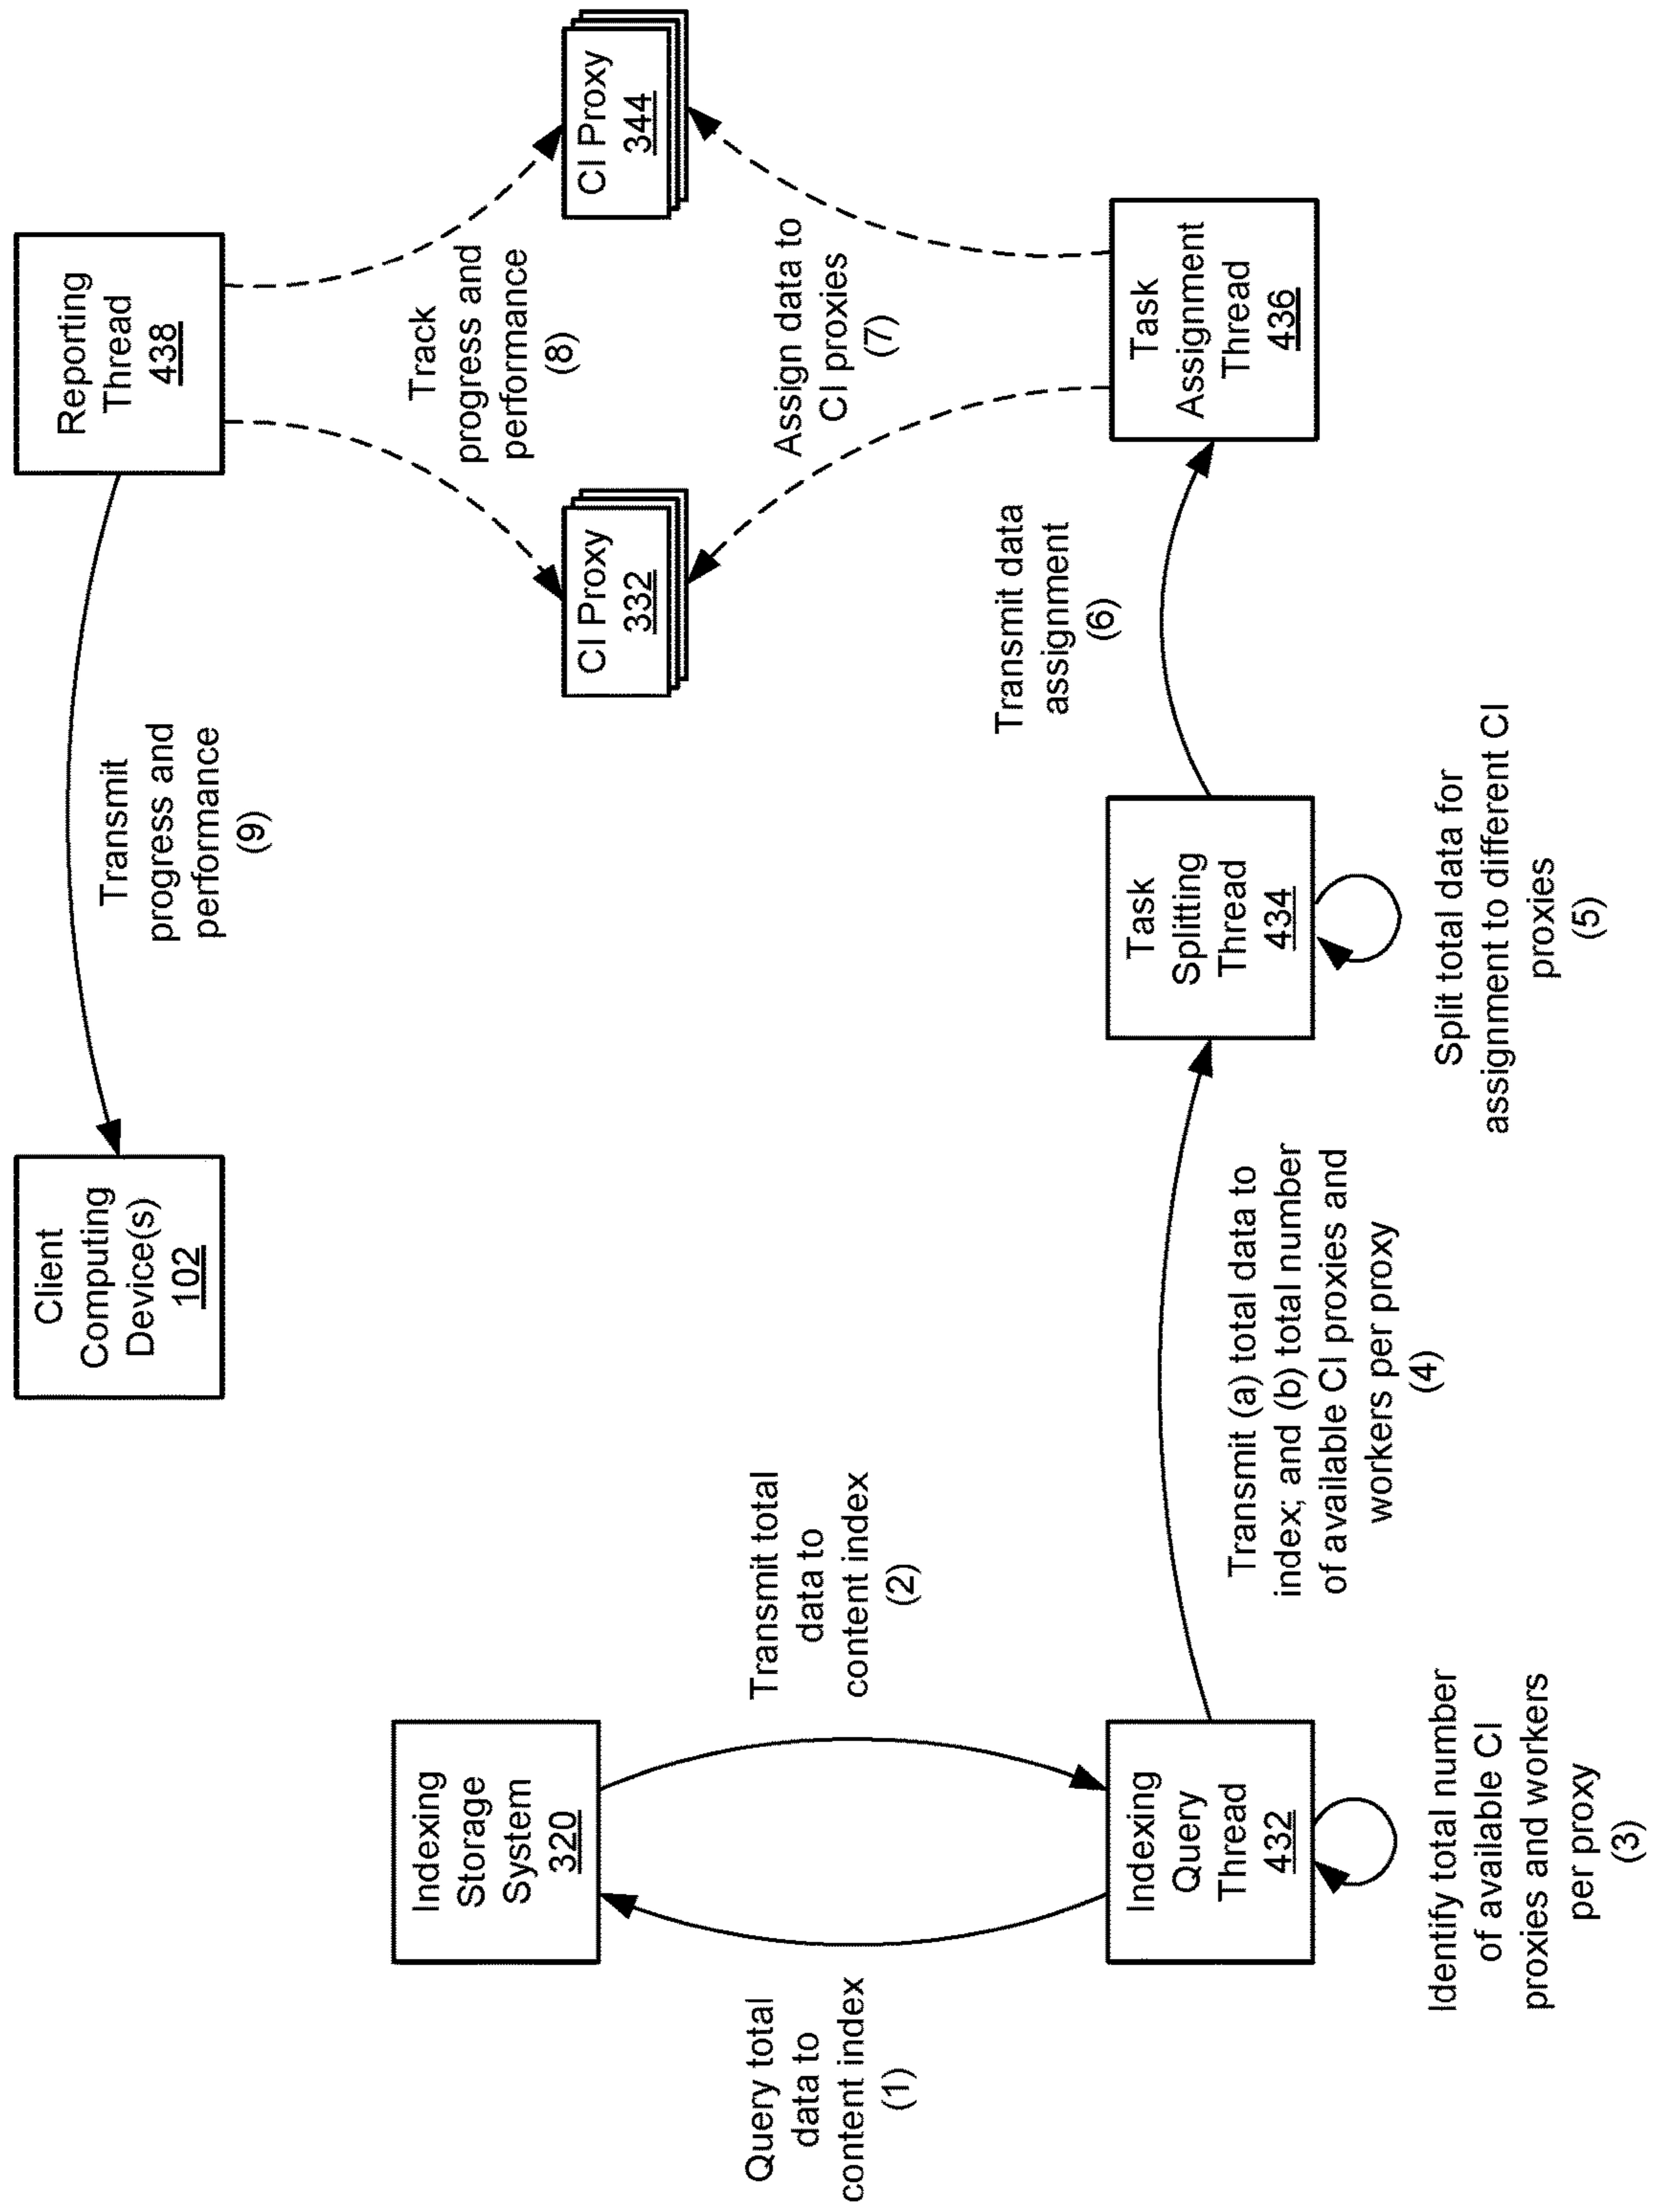 Client
Computing
Device(s)
102
Transmit
progress and
performance
(9)
Reporting
Thread
438
Indexing
Storage
System
320
Track
progress and
performance
(8)
CI Proxy
332
CI Proxy
344
Query total
data to
content index
(1)
Transmit total
data to
content index
(2)
Assign data to
CI proxies
(7)
Indexing
Query
Thread
432
Identify total number
of available CI
proxies and workers
per proxy
(3)
Transmit (a) total data to
index; and (b) total number
of available CI proxies and
workers per proxy
(4)
Task
Splitting
Thread
434
Split total data for
assignment to different CI
proxies
(5)
Transmit data
assignment
(6)
Task
Assignment
Thread
436